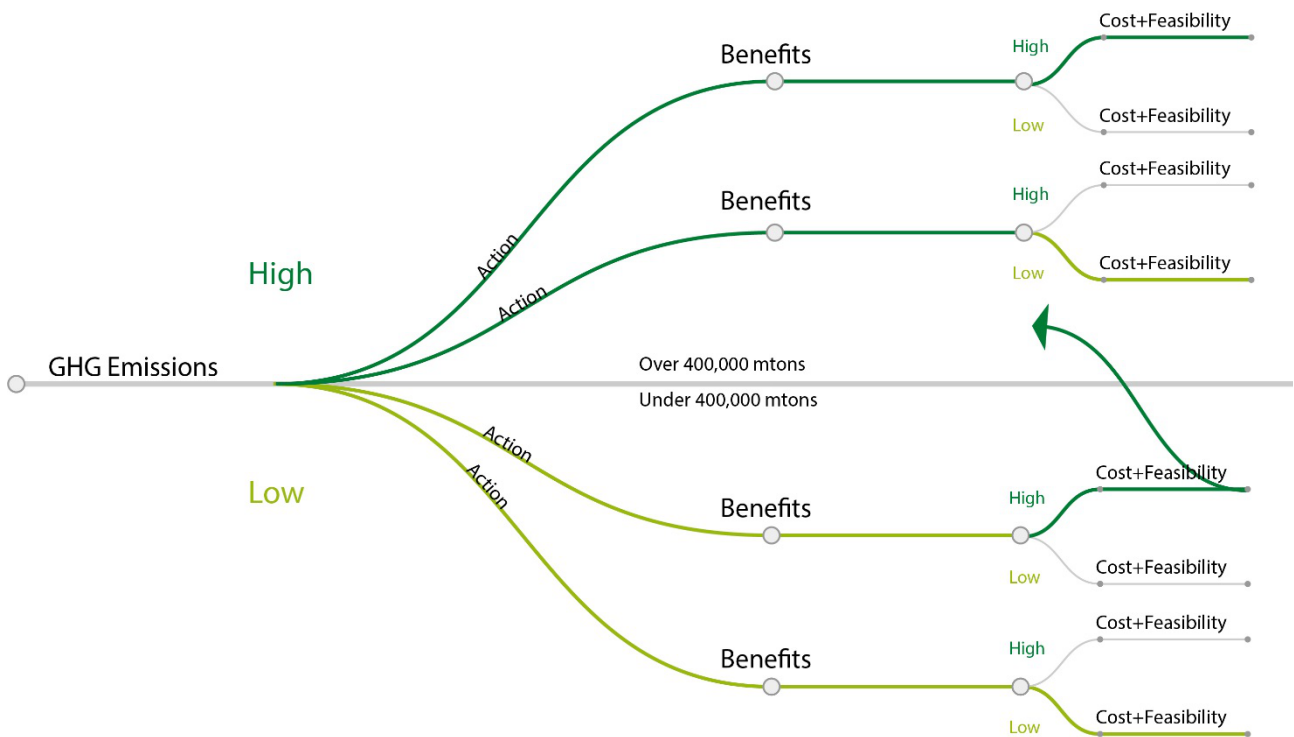 Cost+Feasibility
High
Benefits
Low
Cost+Feasibility
Cost+Feasibility
High
Benefits
Action
High
Low
Cost+Feasibility
Action
GHG Emissions
Over 400,000 mtons
Under 400,000 mtons
Action
Low
Action
Cost+Feasibility
High
Benefits
Low
Cost+Feasibility
Cost+Feasibility
High
Benefits
Low
Cost+Feasibility